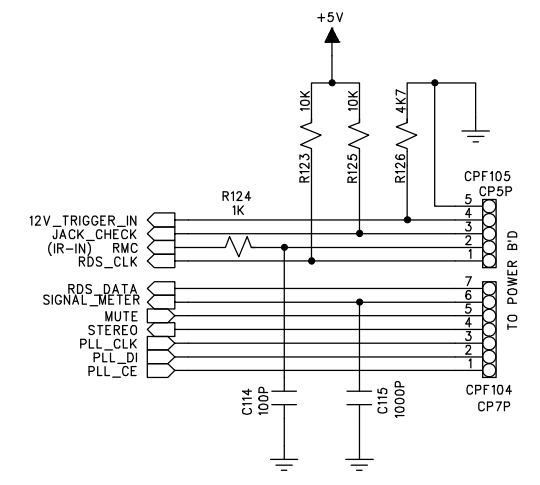 +5V
10K
10K
4K7
R123
R125
R126
R124
1K
CPF105
CP5P
12V_TRIGGER_IN
JACK_CHECK
(IR-IN) RMC
RDS_CLK
5
4
3
2
1
RDS_DATA
SIGNAL_METER
MUTE
STEREO
PLL_CLK
PLL_DI
PLL_CE
7
6
5
4
3
2
1
TO POWER B'D
CPF104
CP7P
C114
100P
C115
1000P